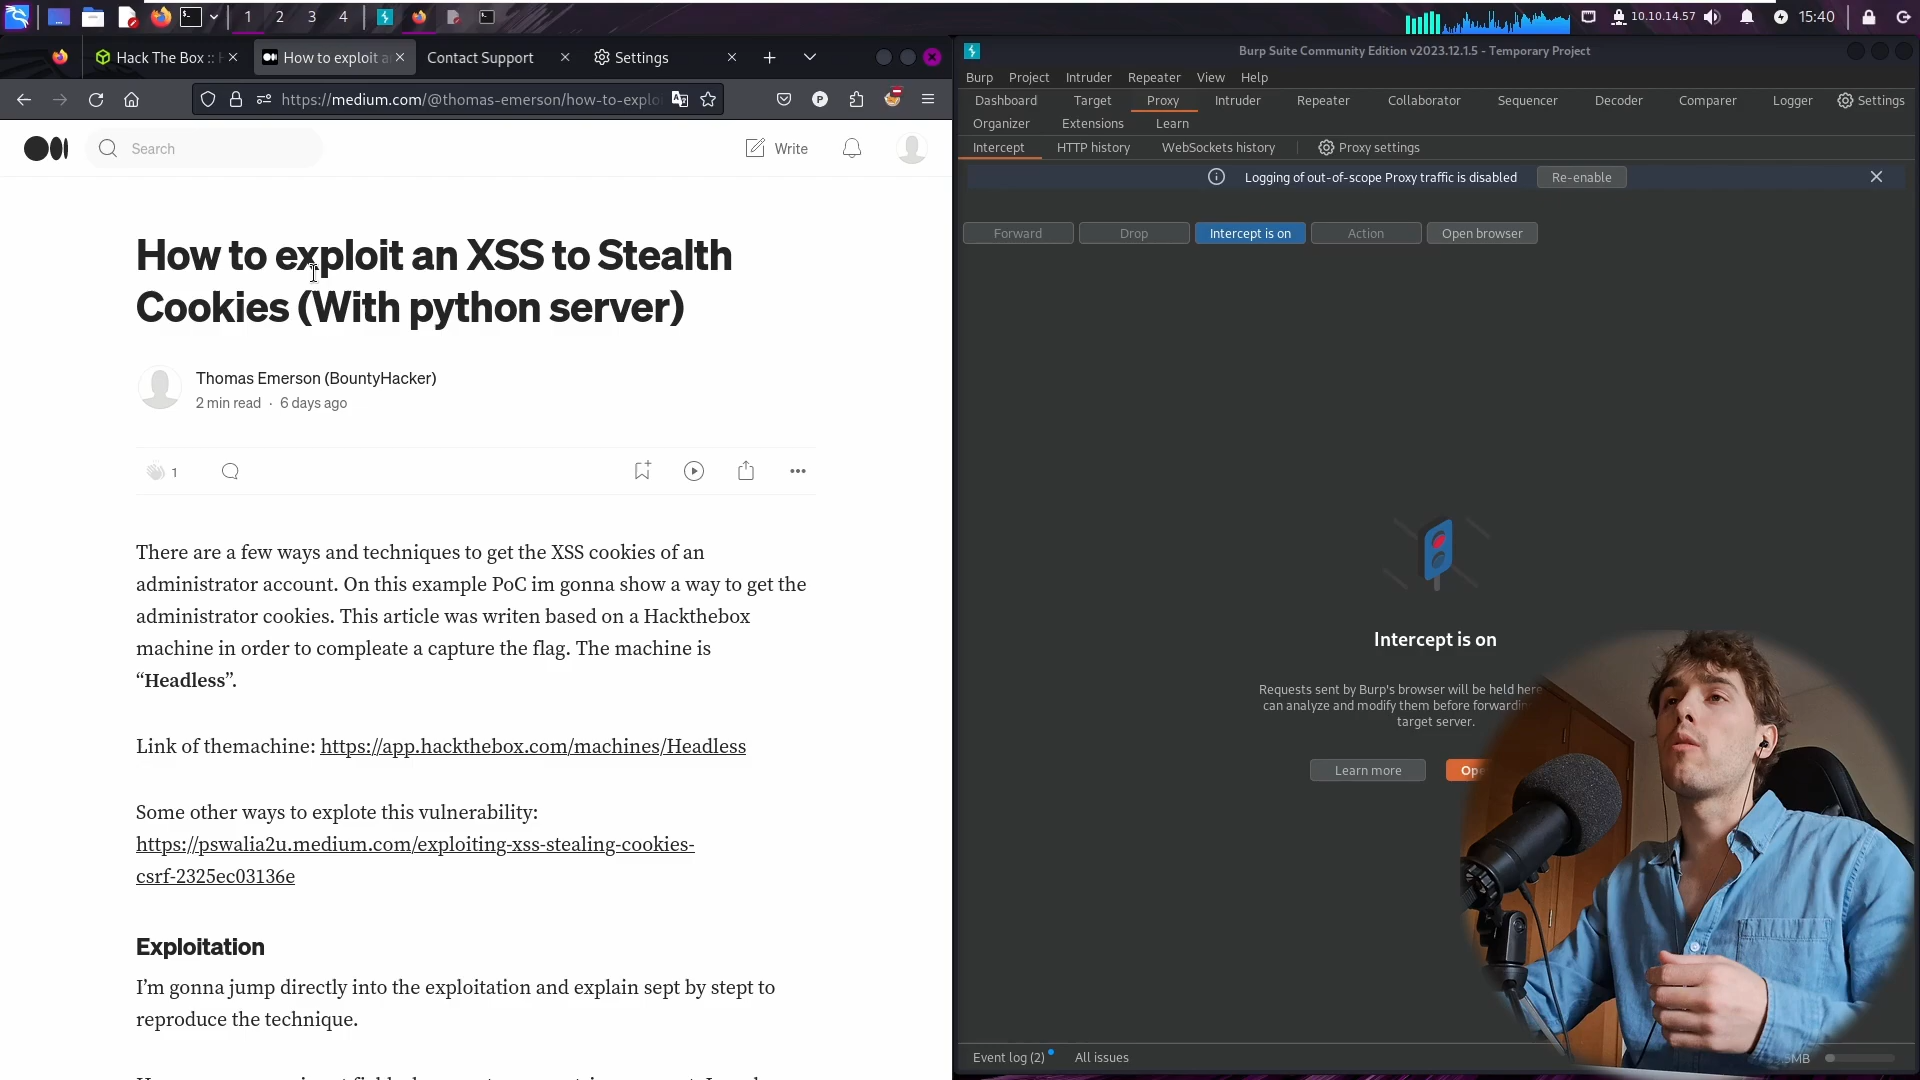 1 2 3 4
10.10.14.57
15:40
Hack The Box :: H
How to exploit a
Contact Support
Settings
https://medium.com/@thomas-emerson/how-to-explo
Search
Write
How to exploit an XSS to Stealth
Cookies (With python server)
Thomas Emerson (BountyHacker)
2 min read · 6 days ago
1
There are a few ways and techniques to get the XSS cookies of an
administrator account. On this example PoC im gonna show a way to get the
administrator cookies. This article was writen based on a Hackthebox
machine in order to compleate a capture the flag. The machine is
“Headless”.
Link of themachine: https://app.hackthebox.com/machines/Headless
Some other ways to explote this vulnerability:
https://pswalia2u.medium.com/exploiting-xss-stealing-cookies-
csrf-2325ec03136e
Exploitation
I’m gonna jump directly into the exploitation and explain sept by stept to
reproduce the technique.
Burp Suite Community Edition v2023.12.1.5 - Temporary Project
Burp Project Intruder Repeater View Help
Dashboard Target Proxy Intruder Repeater Collaborator Sequencer Decoder Comparer Logger Settings
Organizer Extensions Learn
Intercept HTTP history WebSockets history Proxy settings
Logging of out-of-scope Proxy traffic is disabled Re-enable
Forward Drop Intercept is on Action Open browser
Intercept is on
Requests sent by Burp's browser will be held here
can analyze and modify them before forwardin
target server.
Learn more Ope
Event log (2) All issues
MB